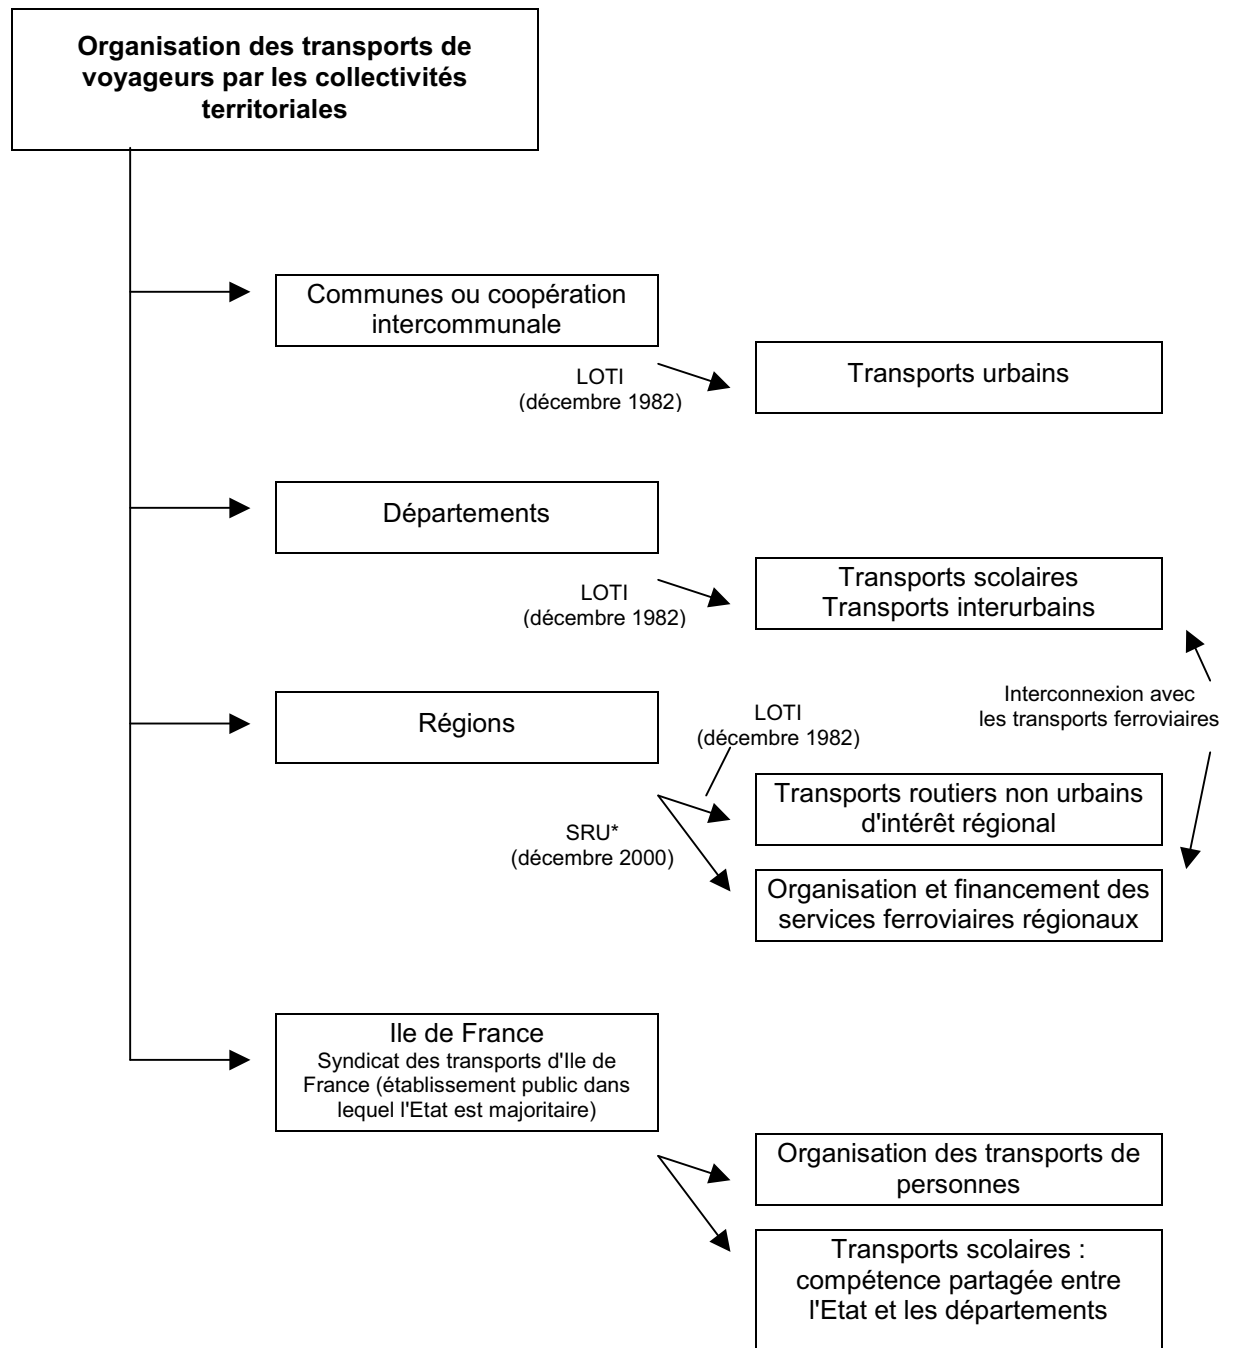 Organisation des transports de
voyageurs par les collectivités
territoriales
Communes ou coopération
intercommunale
LOTI
(décembre 1982)
Transports urbains
Départements
LOTI
(décembre 1982)
Transports scolaires
Transports interurbains
Interconnexion avec
les transports ferroviaires
Régions
LOTI
(décembre 1982)
Transports routiers non urbains
d'intérêt régional
SRU*
(décembre 2000)
Organisation et financement des
services ferroviaires régionaux
Ile de France
Syndicat des transports d'Ile de
France (établissement public dans
lequel l'Etat est majoritaire)
Organisation des transports de
personnes
Transports scolaires :
compétence partagée entre
l'Etat et les départements